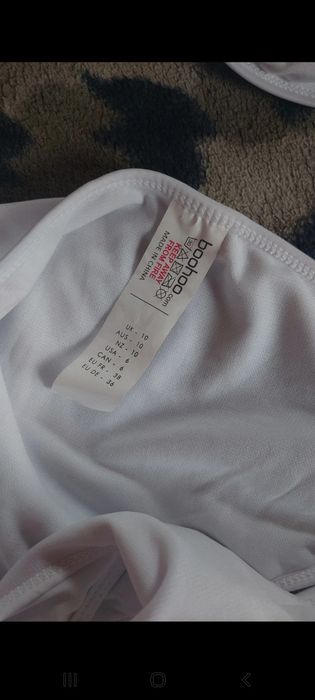 boohoo.com
30
KEEP AWAY
FROM FIRE
MADE IN CHINA
UK - 10
AUS - 10
NZ - 10
USA - 6
CAN - 6
EU FR - 38
EU DE - 36